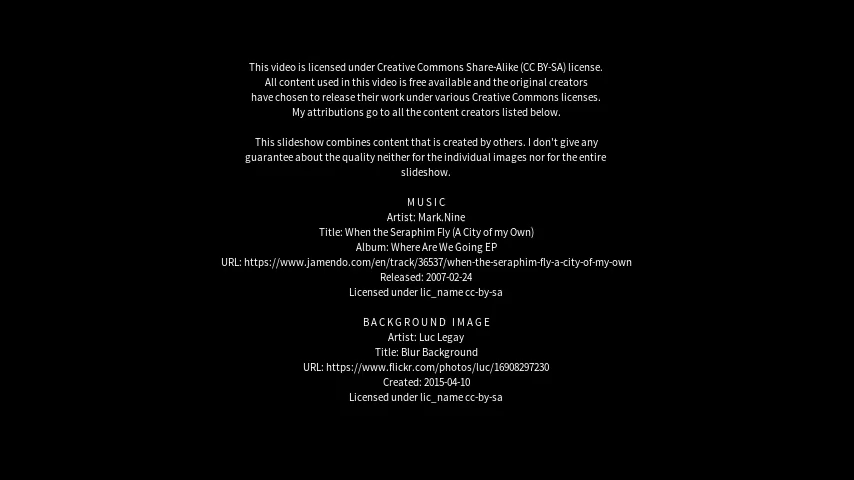 This video is licensed under Creative Commons Share-Alike (CC BY-SA) license.
All content used in this video is free available and the original creators
have chosen to release their work under various Creative Commons licenses.
My attributions go to all the content creators listed below.
This slideshow combines content that is created by others. I don't give any
guarantee about the quality neither for the individual images nor for the entire
slideshow.
MUSIC
Artist: Mark.Nine
Title: When the Seraphim Fly (A City of my Own)
Album: Where Are We Going EP
URL: https://www.jamendo.com/en/track/36537/when-the-seraphim-fly-a-city-of-my-own
Released: 2007-02-24
Licensed under lic_name cc-by-sa
BACKGROUND IMAGE
Artist: Luc Legay
Title: Blur Background
URL: https://www.flickr.com/photos/luc/16908297230
Created: 2015-04-10
Licensed under lic_name cc-by-sa